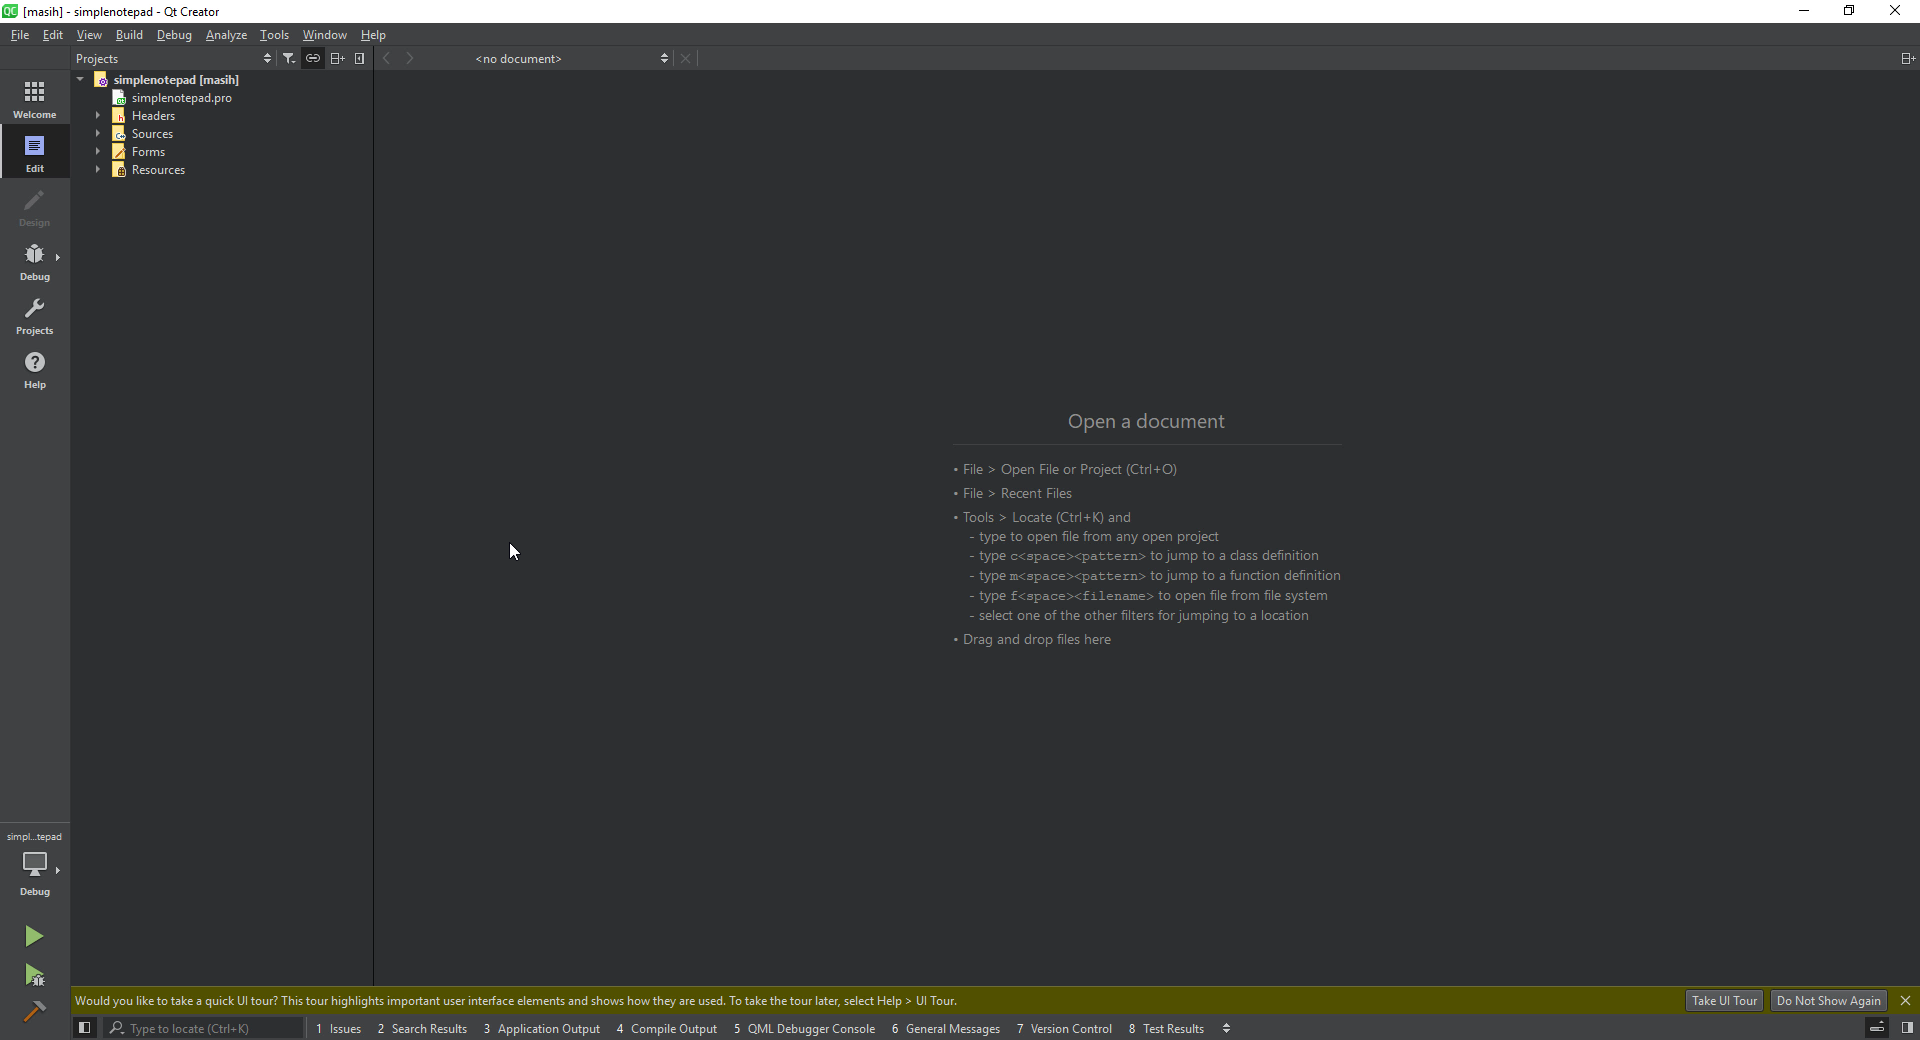 [masih] - simplenotepad - Qt Creator
File Edit View Build Debug Analyze Tools Window Help
Projects
<no document>
simplenotepad [masih]
simplenotepad.pro
Headers
Sources
Forms
Resources
Welcome
Edit
Design
Debug
Projects
Help
Open a document
• File > Open File or Project (Ctrl+O)
• File > Recent Files
• Tools > Locate (Ctrl+K) and
- type to open file from any open project
- type c<space><pattern> to jump to a class definition
- type m<space><pattern> to jump to a function definition
- type f<space><filename> to open file from file system
- select one of the other filters for jumping to a location
• Drag and drop files here
simpl...tepad
Debug
Would you like to take a quick UI tour? This tour highlights important user interface elements and shows how they are used. To take the tour later, select Help > UI Tour.
Take UI Tour
Do Not Show Again
Type to locate (Ctrl+K)
1 Issues 2 Search Results 3 Application Output 4 Compile Output 5 QML Debugger Console 6 General Messages 7 Version Control 8 Test Results